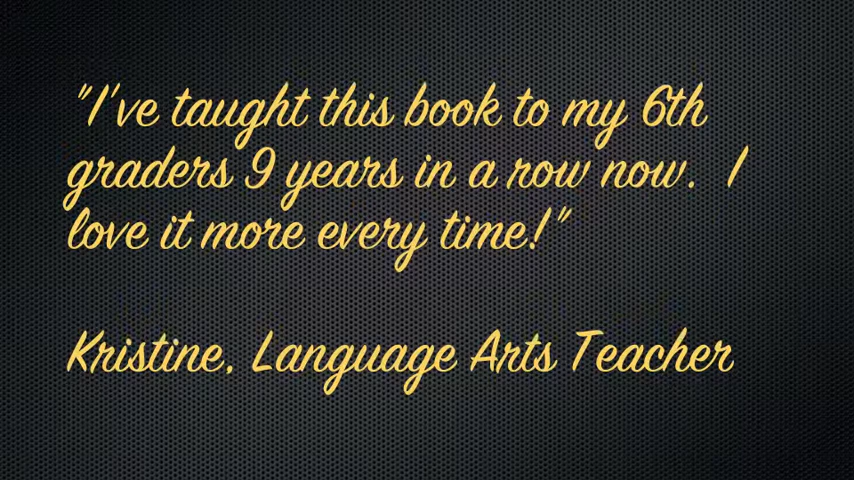 "I've taught this book to my 6th
graders 9 years in a row now.  I
love it more every time!"
Kristine, Language Arts Teacher